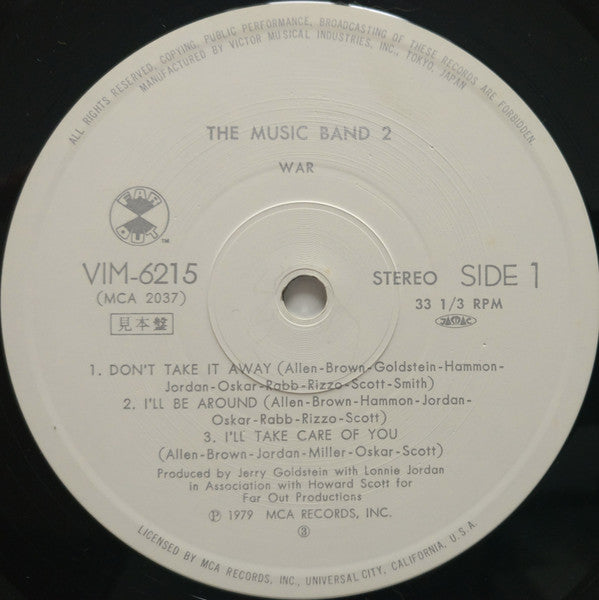 ALL RIGHTS RESERVED. COPYING, PUBLIC PERFORMANCE, BROADCASTING OF THESE RECORDS ARE FORBIDDEN.
MANUFACTURED BY VICTOR MUSICAL INDUSTRIES, INC., TOKYO, JAPAN
THE MUSIC BAND 2
WAR
FAR
OUT
TM
VIM-6215
STEREO SIDE 1
(MCA 2037)
33 1/3 RPM
見本盤
JASRAC
1. DON'T TAKE IT AWAY (Allen-Brown-Goldstein-Hammon-
Jordan-Oskar-Rabb-Rizzo-Scott-Smith)
2. I'LL BE AROUND (Allen-Brown-Hammon-Jordan-
Oskar-Rabb-Rizzo-Scott)
3. I'LL TAKE CARE OF YOU
(Allen-Brown-Jordan-Miller-Oskar-Scott)
Produced by Jerry Goldstein with Lonnie Jordan
in Association with Howard Scott for
Far Out Productions
Ⓟ 1979 MCA RECORDS, INC.
③
LICENSED BY MCA RECORDS, INC., UNIVERSAL CITY, CALIFORNIA, U.S.A.